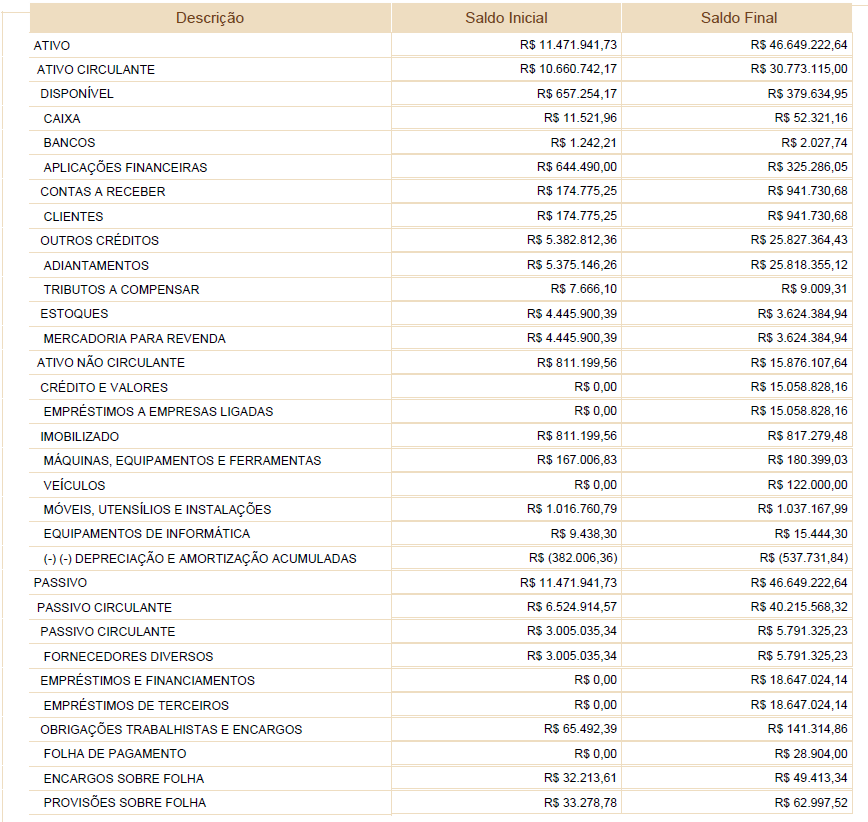 Descrição Saldo Inicial Saldo Final
ATIVO R$ 11.471.941,73 R$ 46.649.222,64
ATIVO CIRCULANTE R$ 10.660.742,17 R$ 30.773.115,00
DISPONÍVEL R$ 657.254,17 R$ 379.634,95
CAIXA R$ 11.521,96 R$ 52.321,16
BANCOS R$ 1.242,21 R$ 2.027,74
APLICAÇÕES FINANCEIRAS R$ 644.490,00 R$ 325.286,05
CONTAS A RECEBER R$ 174.775,25 R$ 941.730,68
CLIENTES R$ 174.775,25 R$ 941.730,68
OUTROS CRÉDITOS R$ 5.382.812,36 R$ 25.827.364,43
ADIANTAMENTOS R$ 5.375.146,26 R$ 25.818.355,12
TRIBUTOS A COMPENSAR R$ 7.666,10 R$ 9.009,31
ESTOQUES R$ 4.445.900,39 R$ 3.624.384,94
MERCADORIA PARA REVENDA R$ 4.445.900,39 R$ 3.624.384,94
ATIVO NÃO CIRCULANTE R$ 811.199,56 R$ 15.876.107,64
CRÉDITO E VALORES R$ 0,00 R$ 15.058.828,16
EMPRÉSTIMOS A EMPRESAS LIGADAS R$ 0,00 R$ 15.058.828,16
IMOBILIZADO R$ 811.199,56 R$ 817.279,48
MÁQUINAS, EQUIPAMENTOS E FERRAMENTAS R$ 167.006,83 R$ 180.399,03
VEÍCULOS R$ 0,00 R$ 122.000,00
MÓVEIS, UTENSÍLIOS E INSTALAÇÕES R$ 1.016.760,79 R$ 1.037.167,99
EQUIPAMENTOS DE INFORMÁTICA R$ 9.438,30 R$ 15.444,30
(-) (-) DEPRECIAÇÃO E AMORTIZAÇÃO ACUMULADAS R$ (382.006,36) R$ (537.731,84)
PASSIVO R$ 11.471.941,73 R$ 46.649.222,64
PASSIVO CIRCULANTE R$ 6.524.914,57 R$ 40.215.568,32
PASSIVO CIRCULANTE R$ 3.005.035,34 R$ 5.791.325,23
FORNECEDORES DIVERSOS R$ 3.005.035,34 R$ 5.791.325,23
EMPRÉSTIMOS E FINANCIAMENTOS R$ 0,00 R$ 18.647.024,14
EMPRÉSTIMOS DE TERCEIROS R$ 0,00 R$ 18.647.024,14
OBRIGAÇÕES TRABALHISTAS E ENCARGOS R$ 65.492,39 R$ 141.314,86
FOLHA DE PAGAMENTO R$ 0,00 R$ 28.904,00
ENCARGOS SOBRE FOLHA R$ 32.213,61 R$ 49.413,34
PROVISÕES SOBRE FOLHA R$ 33.278,78 R$ 62.997,52